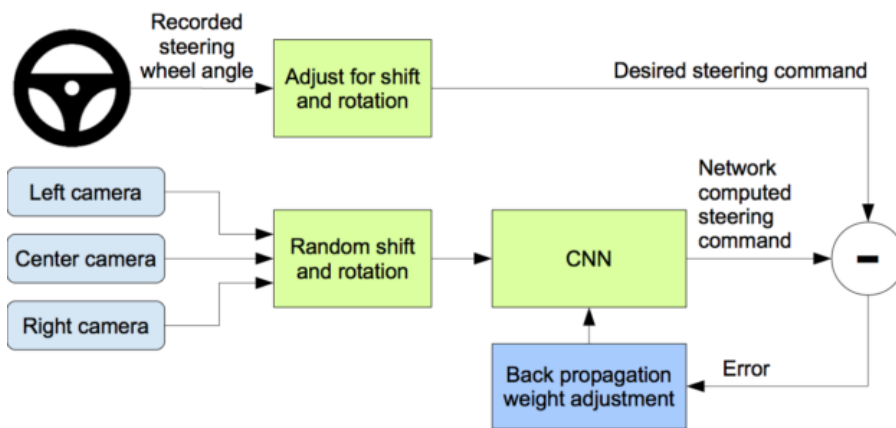 Recorded
steering
wheel angle
Adjust for shift
and rotation
Desired steering command
Left camera
Center camera
Right camera
Random shift
and rotation
CNN
Network
computed
steering
command
-
Back propagation
weight adjustment
Error